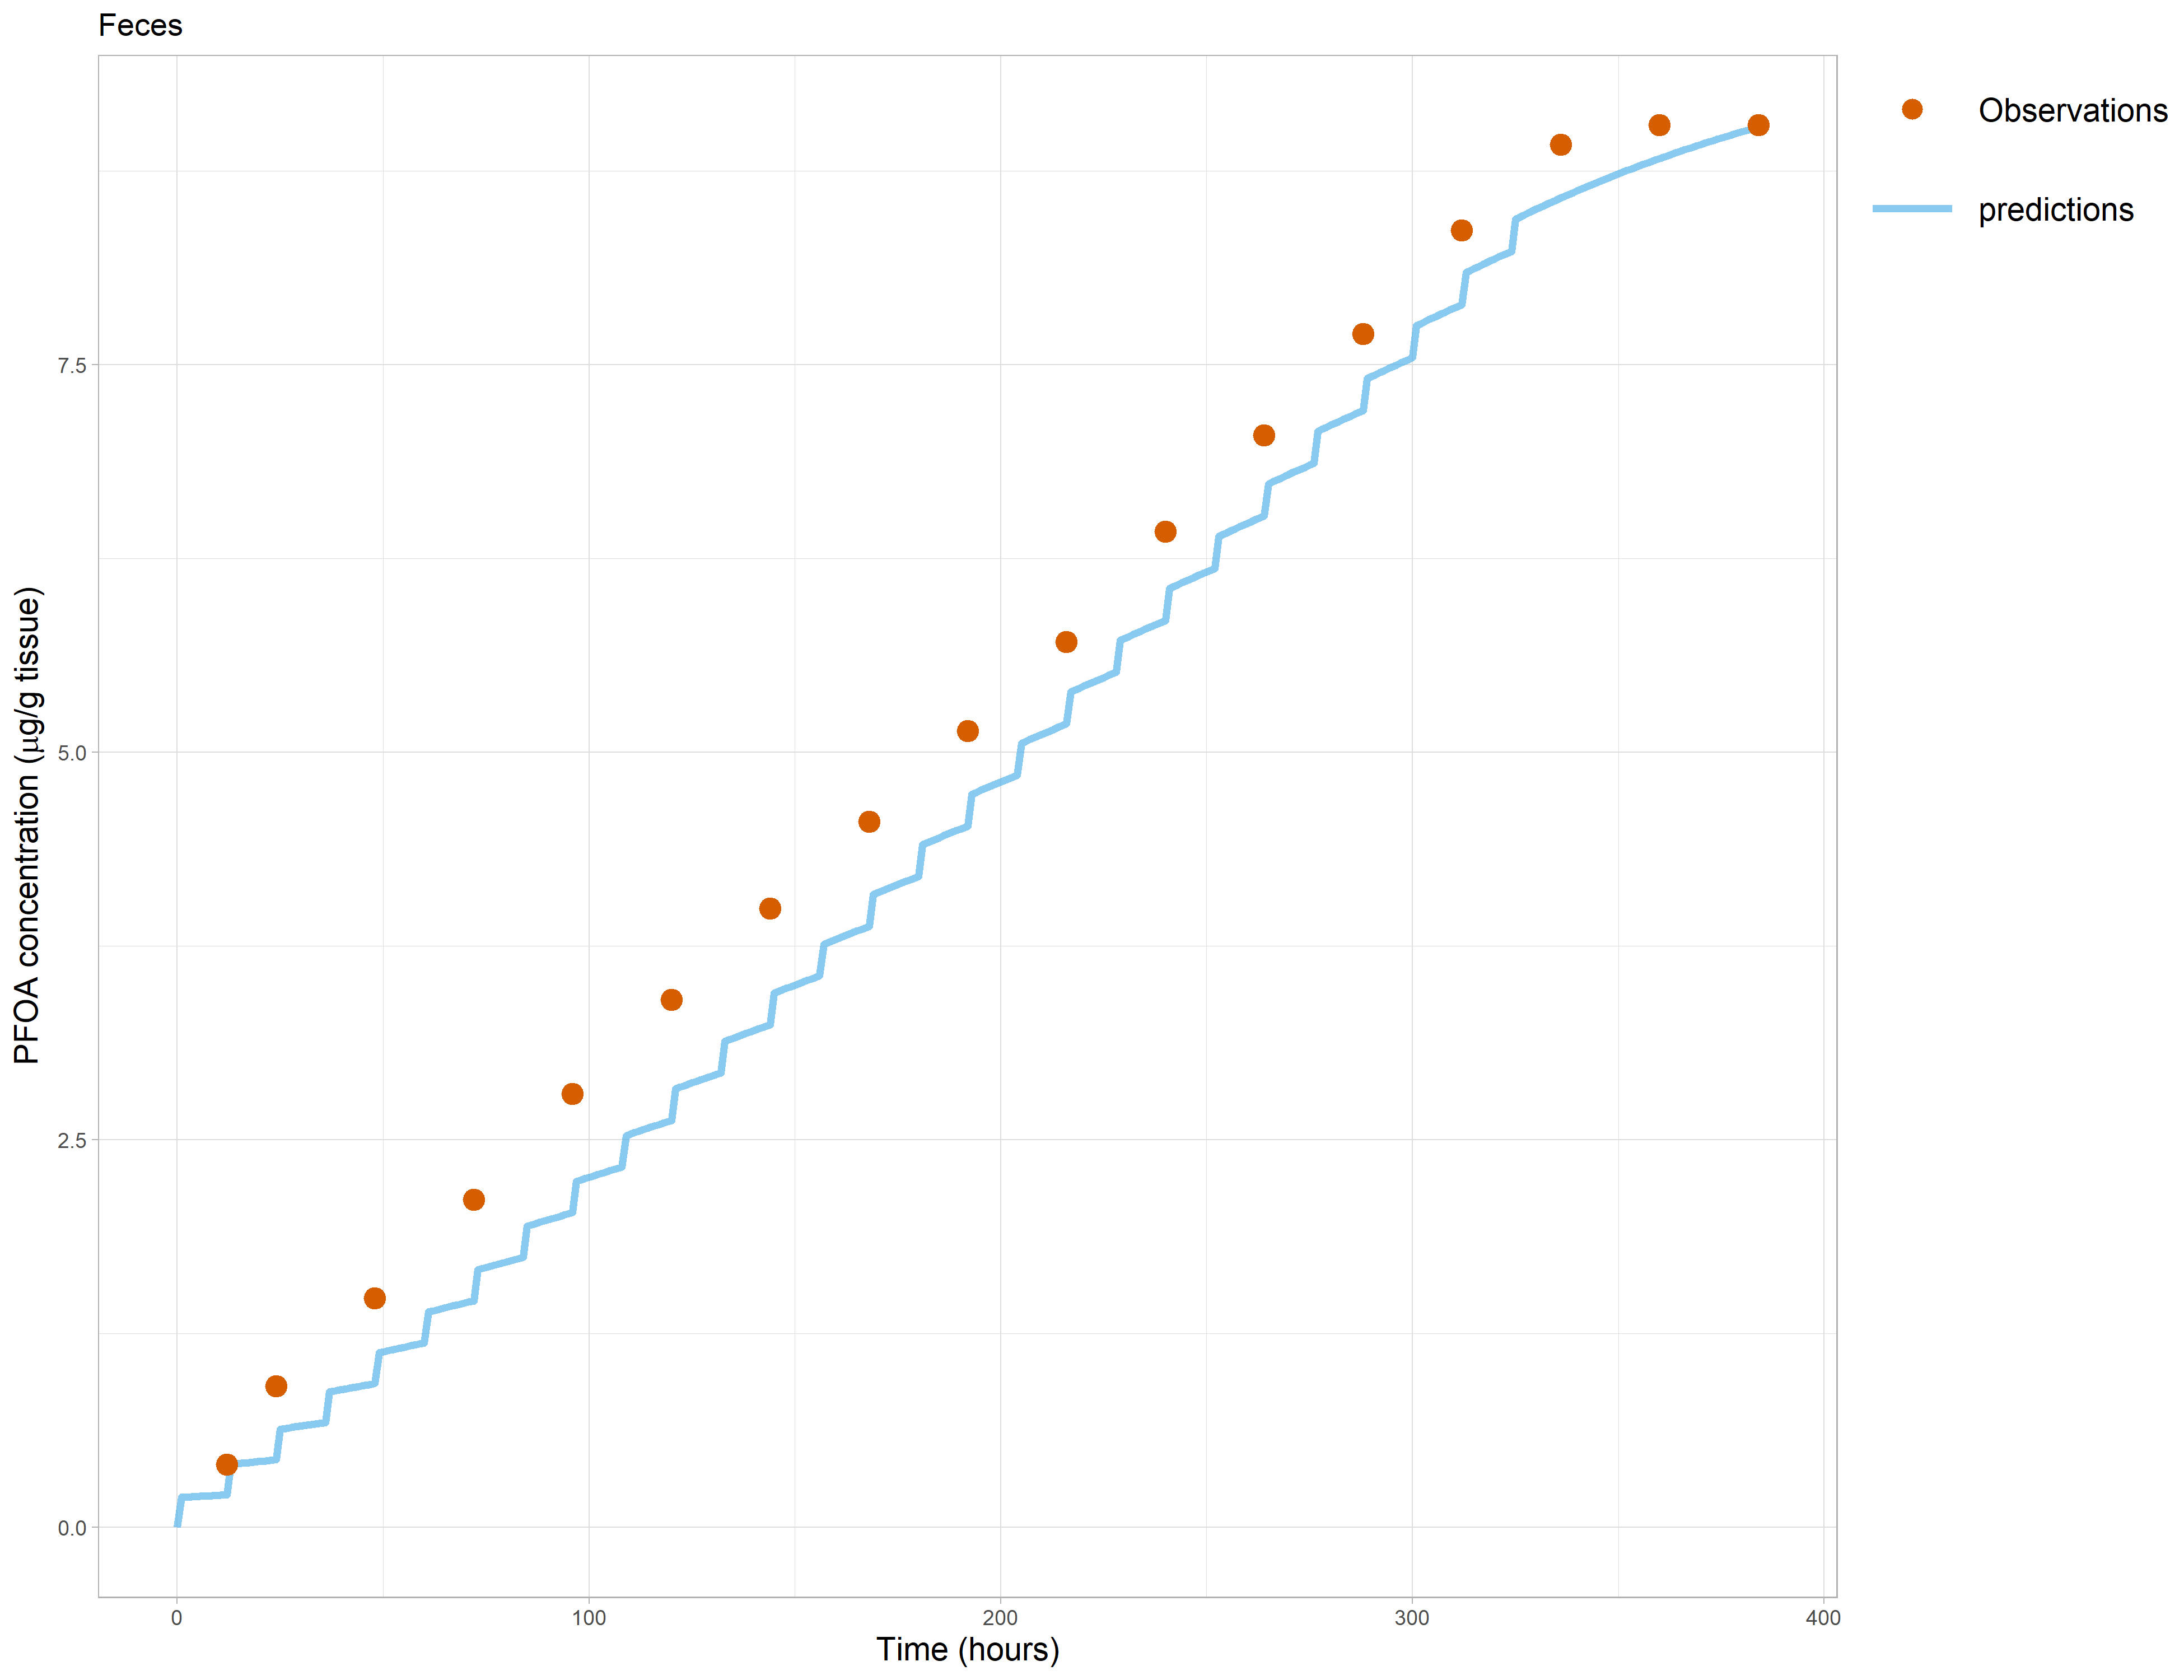 Feces
Observations
predictions
PFOA concentration (μg/g tissue)
7.5
5.0
2.5
0.0
0 100 200 300 400
Time (hours)